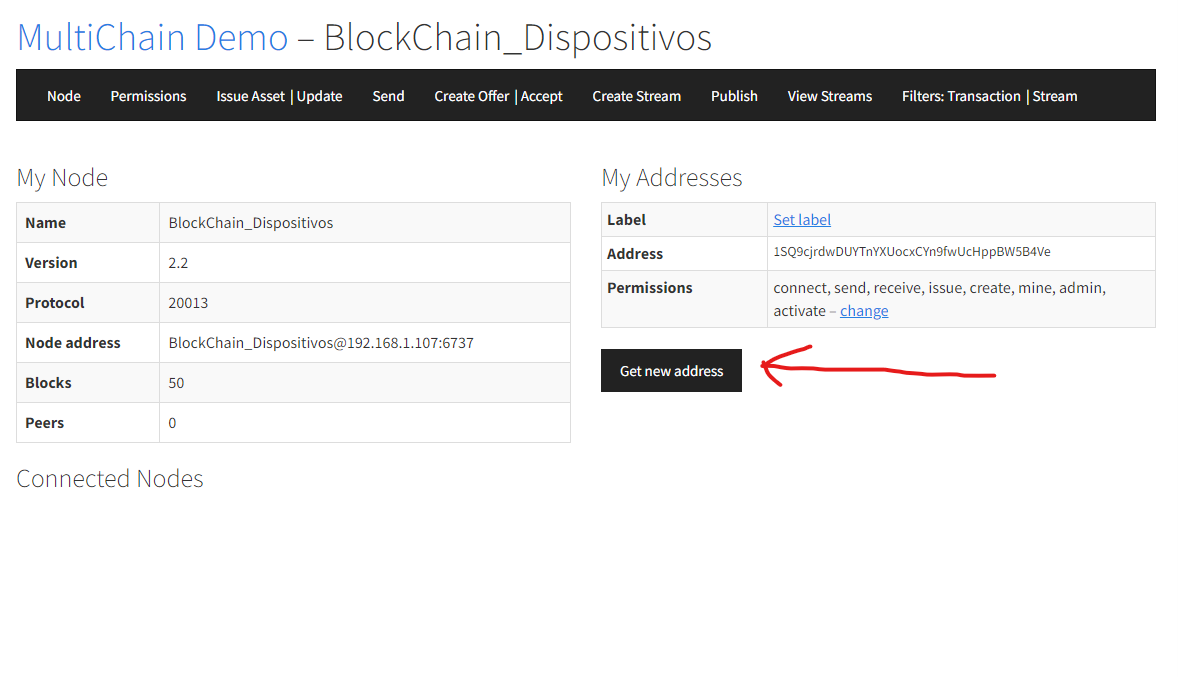 MultiChain Demo – BlockChain_Dispositivos
Node Permissions Issue Asset | Update Send Create Offer | Accept Create Stream Publish View Streams Filters: Transaction | Stream
My Node
Name BlockChain_Dispositivos
Version 2.2
Protocol 20013
Node address BlockChain_Dispositivos@192.168.1.107:6737
Blocks 50
Peers 0
Connected Nodes
My Addresses
Label Set label
Address 1SQ9cjrdwDUYTnYXUocxCYn9fwUcHppBW5B4Ve
Permissions connect, send, receive, issue, create, mine, admin,
activate – change
Get new address